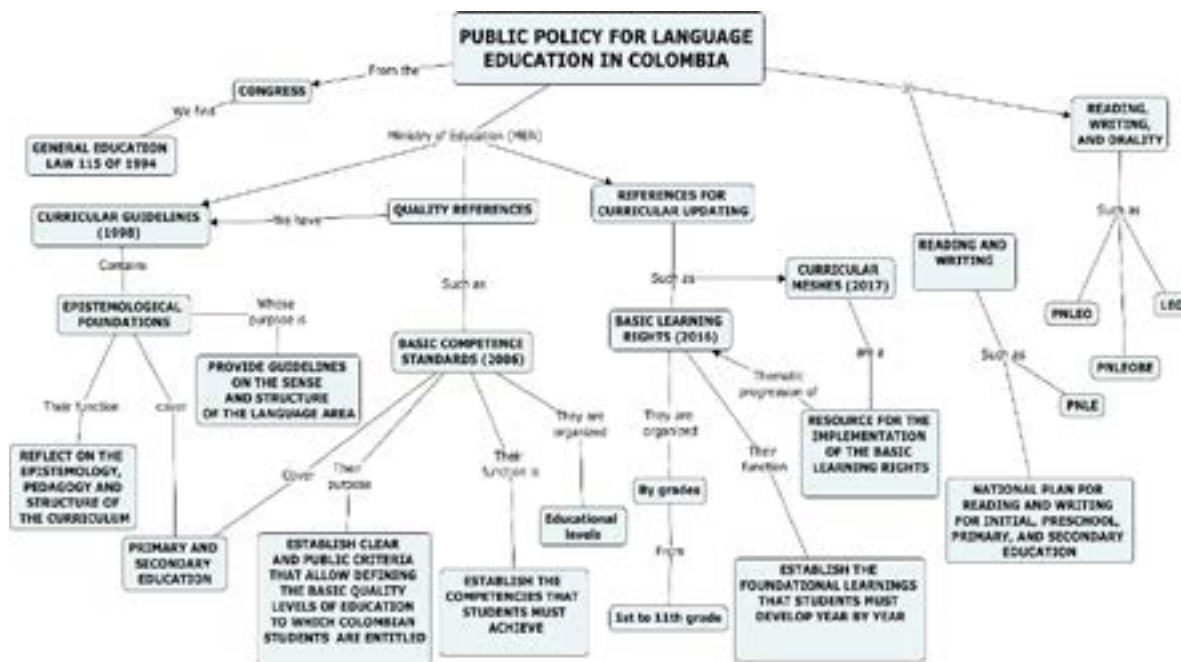 PUBLIC POLICY FOR LANGUAGE
EDUCATION IN COLOMBIA
From the
CONGRESS
We find
GENERAL EDUCATION
LAW 115 OF 1994
Ministry of Education (MEN)
READING,
WRITING,
AND ORALITY
CURRICULAR GUIDELINES
(1998)
We have
QUALITY REFERENCES
REFERENCES FOR
CURRICULAR UPDATING
Such as
READING AND
WRITING
Contains
EPISTEMOLOGICAL
FOUNDATIONS
Whose
purpose is
Such as
Such as
CURRICULAR
MESHES (2017)
PNLEO
LEO
PNLEOBE
BASIC COMPETENCE
STANDARDS (2006)
BASIC LEARNING
RIGHTS (2016)
are a
Such as
PNLE
PROVIDE GUIDELINES
ON THE SENSE
AND STRUCTURE
OF THE LANGUAGE AREA
Thematic
progression of
Their function
cover
They are
organized
They are
organized
RESOURCE FOR THE
IMPLEMENTATION
OF THE BASIC
LEARNING RIGHTS
REFLECT ON THE
EPISTEMOLOGY,
PEDAGOGY AND
STRUCTURE OF
THE CURRICULUM
Cover
Their
purpose
Their
function is
Their
function
By grades
NATIONAL PLAN FOR
READING AND WRITING
FOR INITIAL, PRESCHOOL,
PRIMARY, AND SECONDARY
EDUCATION
Educational
levels
PRIMARY AND
SECONDARY
EDUCATION
ESTABLISH CLEAR
AND PUBLIC CRITERIA
THAT ALLOW DEFINING
THE BASIC QUALITY
LEVELS OF EDUCATION
TO WHICH COLOMBIAN
STUDENTS ARE ENTITLED
ESTABLISH THE
COMPETENCIES THAT
STUDENTS MUST
ACHIEVE
From
1st to 11th grade
ESTABLISH THE
FOUNDATIONAL LEARNINGS
THAT STUDENTS MUST
DEVELOP YEAR BY YEAR